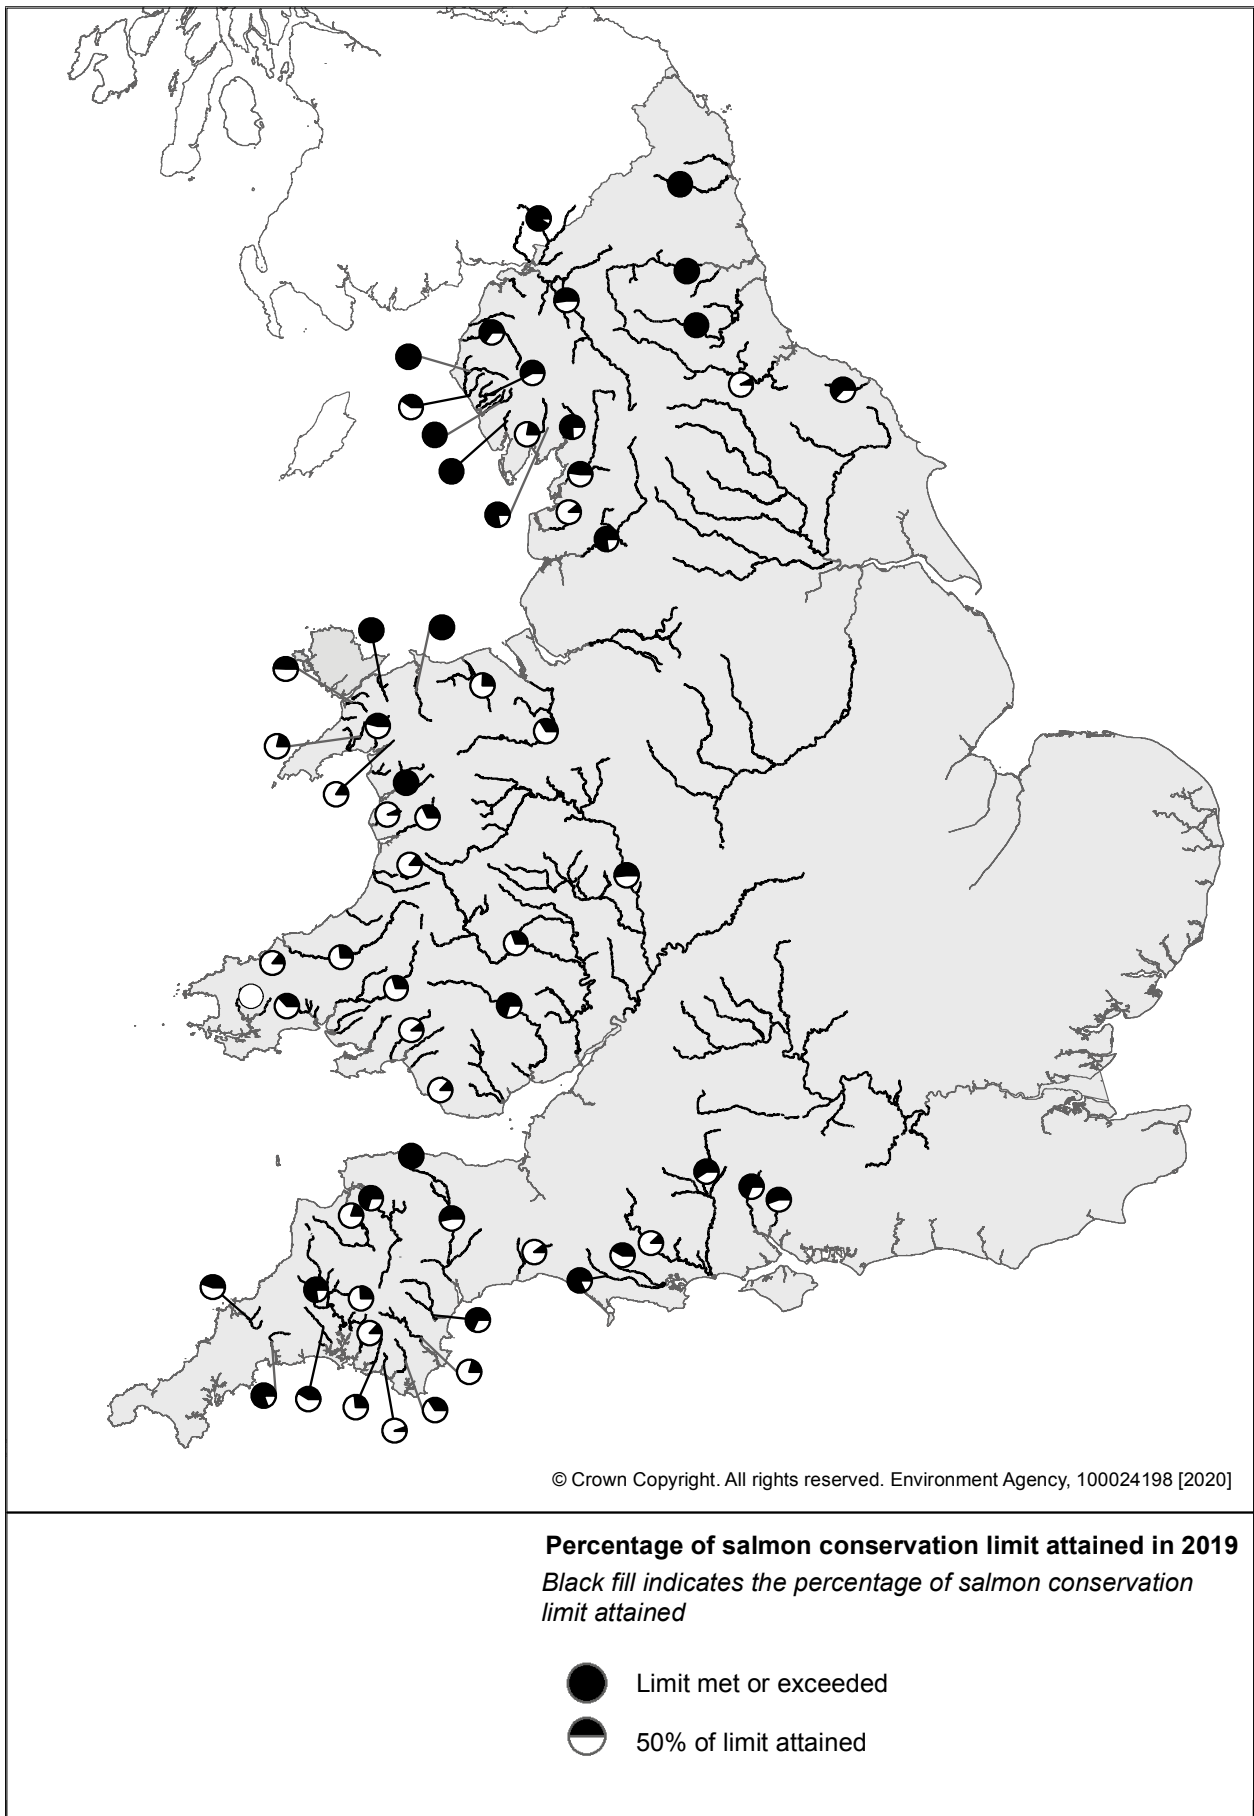 © Crown Copyright. All rights reserved. Environment Agency, 100024198 [2020]
Percentage of salmon conservation limit attained in 2019
Black fill indicates the percentage of salmon conservation
limit attained
Limit met or exceeded
50% of limit attained